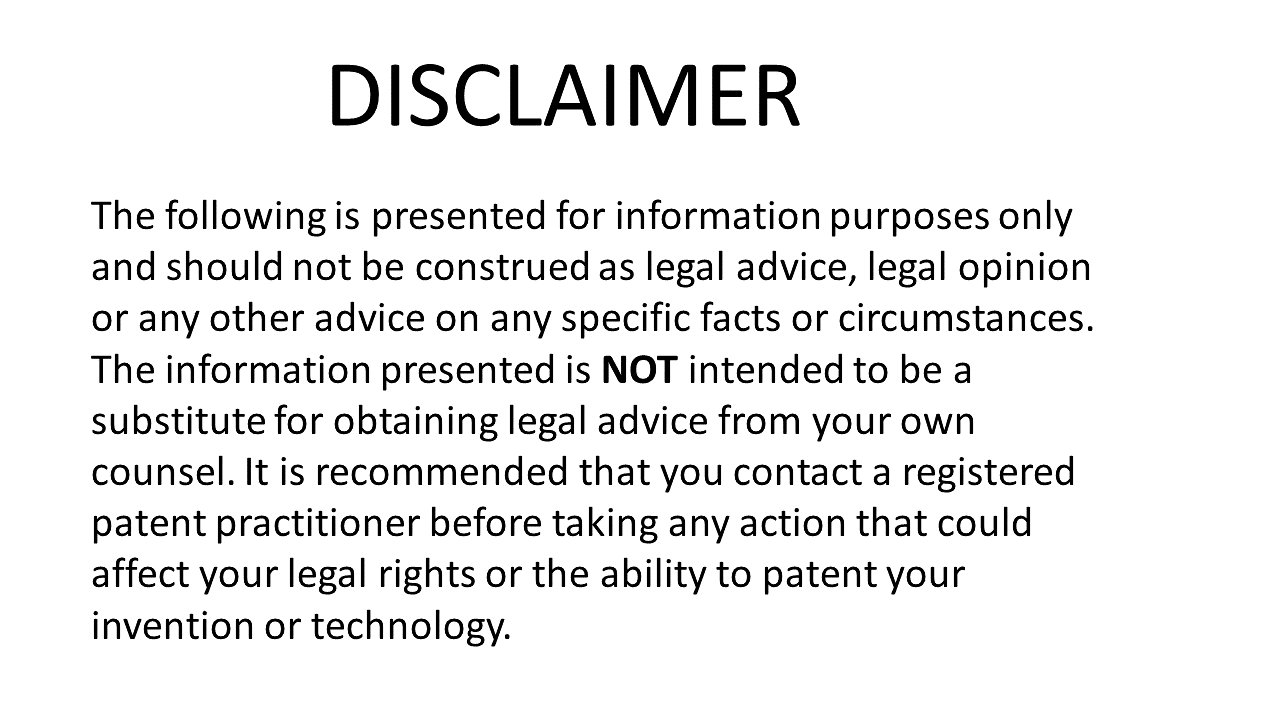 DISCLAIMER
The following is presented for information purposes only
and should not be construed as legal advice, legal opinion
or any other advice on any specific facts or circumstances.
The information presented is NOT intended to be a
substitute for obtaining legal advice from your own
counsel. It is recommended that you contact a registered
patent practitioner before taking any action that could
affect your legal rights or the ability to patent your
invention or technology.